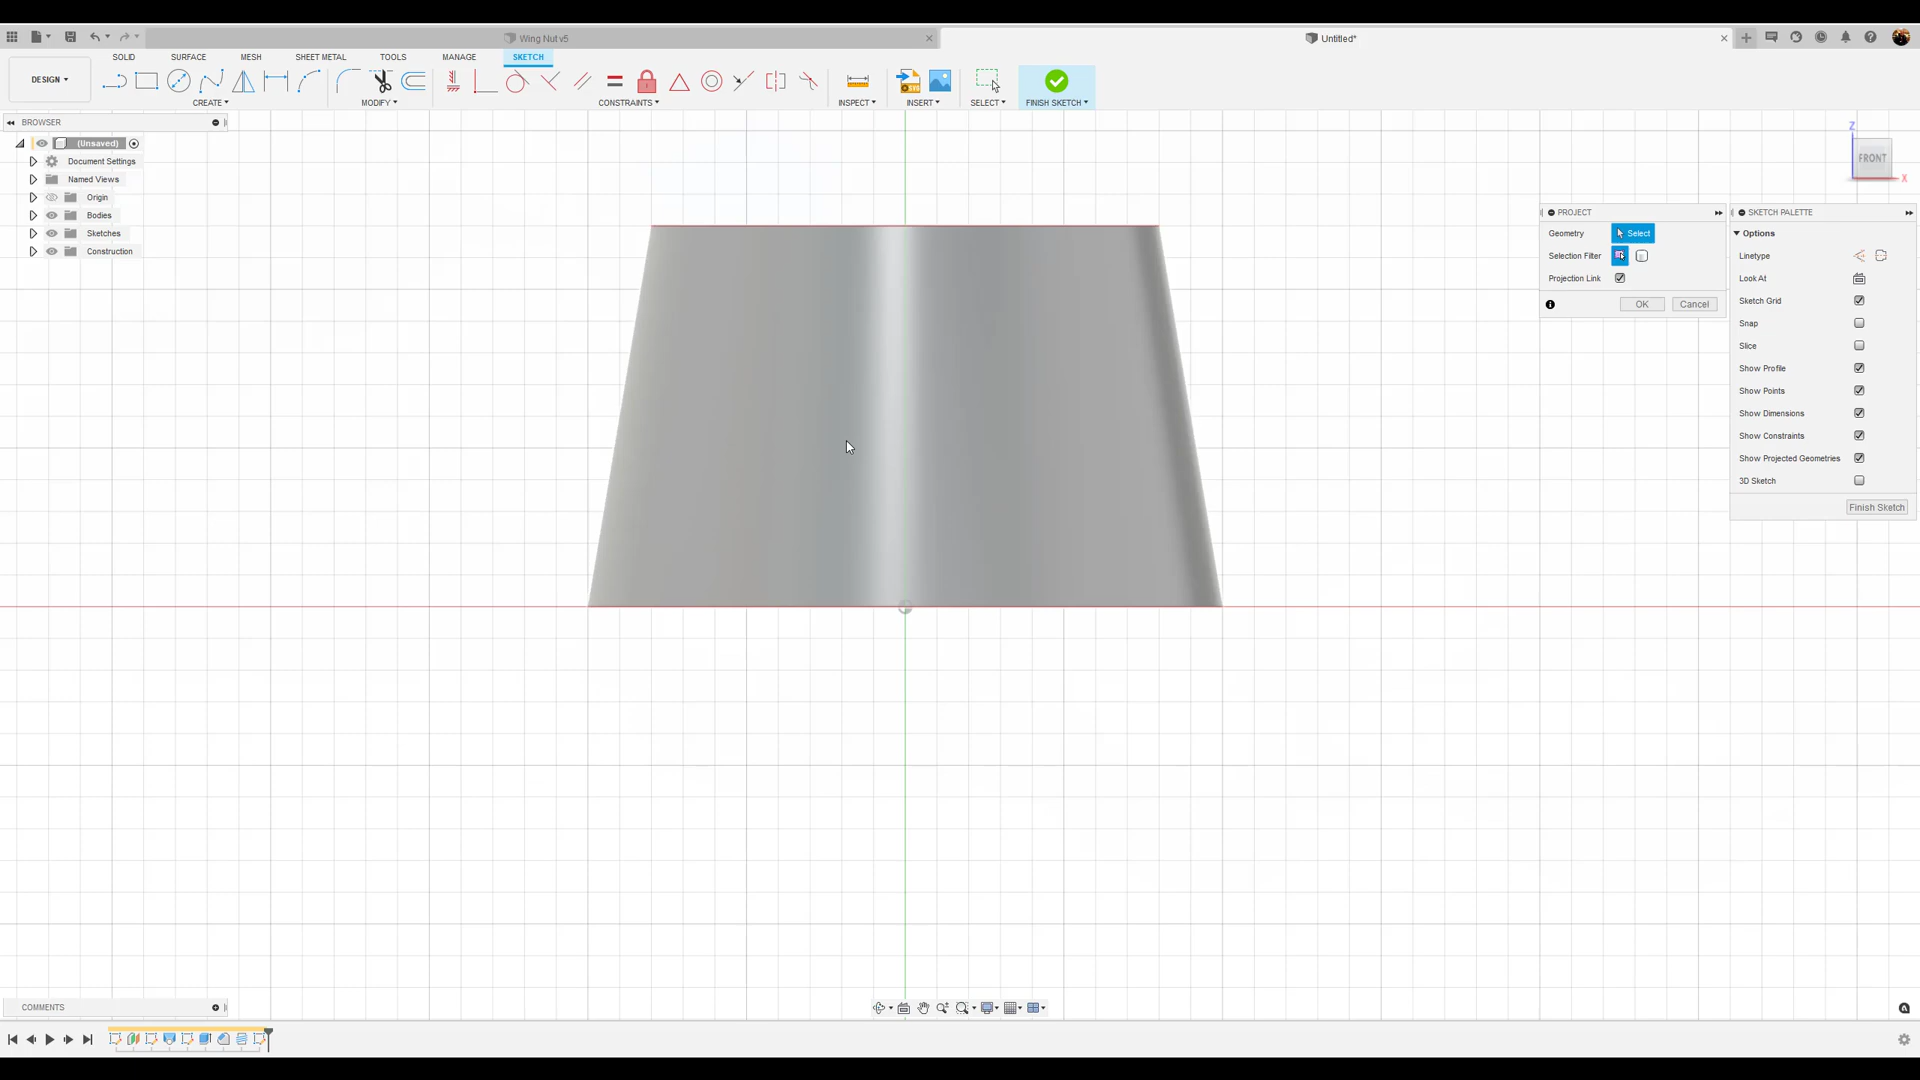 Wing Nut v5
Untitled*
DESIGN
SOLID
SURFACE
MESH
SHEET METAL
TOOLS
MANAGE
SKETCH
CREATE
MODIFY
CONSTRAINTS
INSPECT
INSERT
SELECT
FINISH SKETCH
BROWSER
(Unsaved)
Document Settings
Named Views
Origin
Bodies
Sketches
Construction
Z
FRONT
X
PROJECT
Geometry
Select
Selection Filter
Projection Link
OK
Cancel
SKETCH PALETTE
Options
Linetype
Look At
Sketch Grid
Snap
Slice
Show Profile
Show Points
Show Dimensions
Show Constraints
Show Projected Geometries
3D Sketch
Finish Sketch
COMMENTS